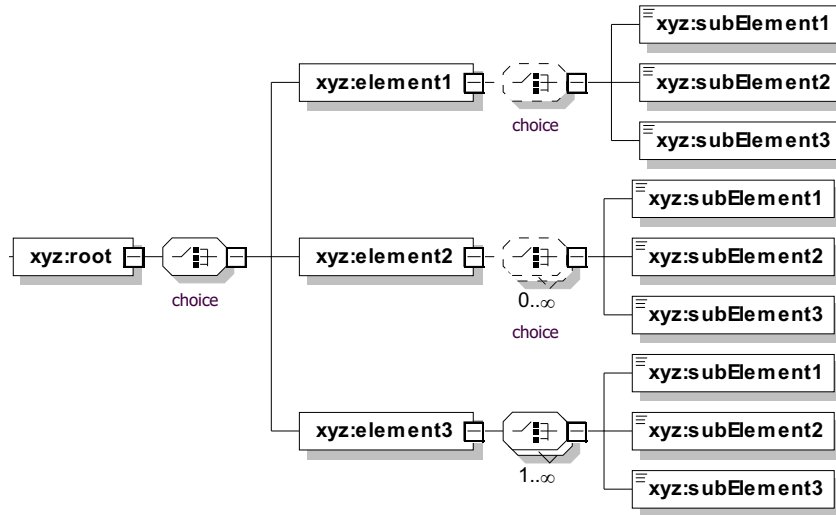 xyz:subElement1
xyz:element1
xyz:subElement2
choice
xyz:subElement3
xyz:subElement1
xyz:root
xyz:element2
xyz:subElement2
choice
0..∞
xyz:subElement3
choice
xyz:subElement1
xyz:element3
xyz:subElement2
1..∞
xyz:subElement3